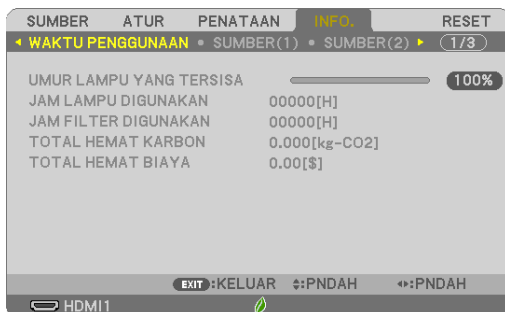 SUMBER ATUR PENATAAN INFO. RESET
WAKTU PENGGUNAAN • SUMBER(1) • SUMBER(2) 1/3
UMUR LAMPU YANG TERSISA 100%
JAM LAMPU DIGUNAKAN 00000[H]
JAM FILTER DIGUNAKAN 00000[H]
TOTAL HEMAT KARBON 0.000[kg-CO2]
TOTAL HEMAT BIAYA 0.00[$]
EXIT :KELUAR :PNDAH :PNDAH
HDMI1